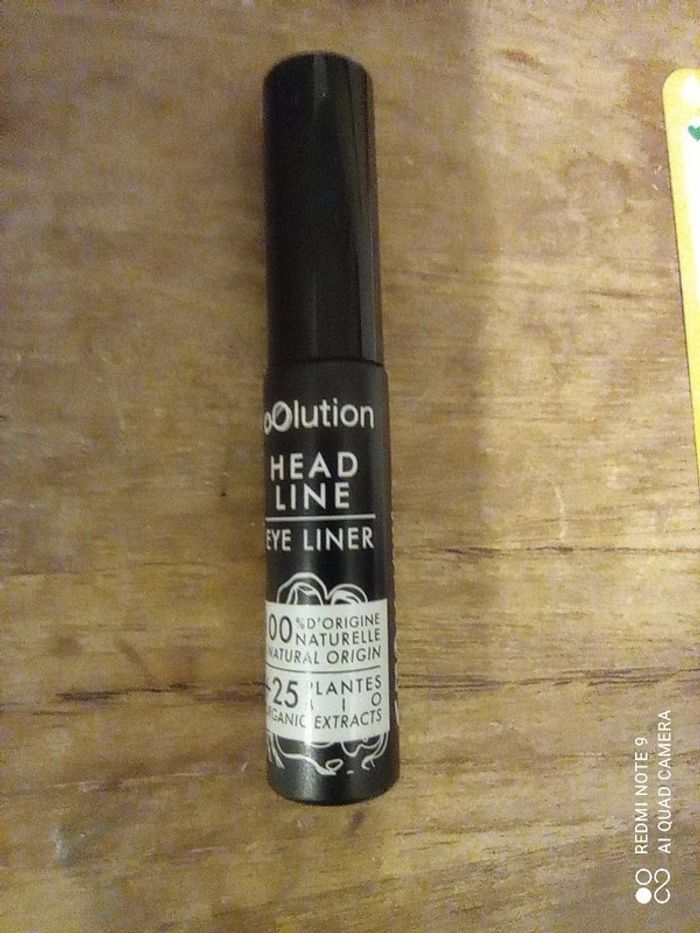 oOlution
HEAD
LINE
EYE LINER
00% D'ORIGINE
NATURELLE
NATURAL ORIGIN
25 PLANTES
BIO
ORGANIC EXTRACTS
REDMI NOTE 9
AI QUAD CAMERA